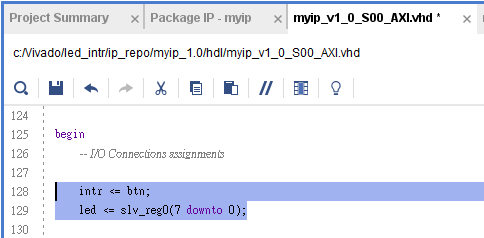 Project Summary × Package IP - myip × myip_v1_0_S00_AXI.vhd * ×
c:/Vivado/led_intr/ip_repo/myip_1.0/hdl/myip_v1_0_S00_AXI.vhd
124
125 begin
126 -- I/O Connections assignments
127
128 intr <= btn;
129 led <= slv_reg0(7 downto 0);
130